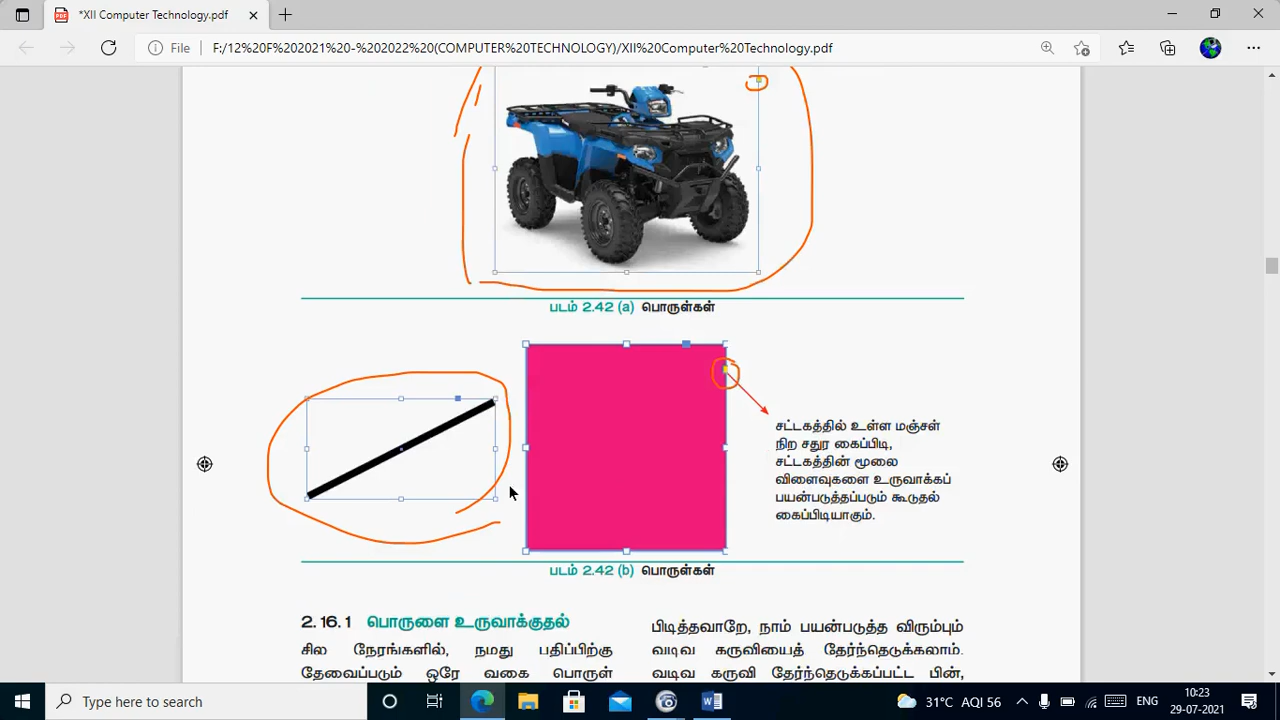 *XII Computer Technology.pdf
File F:/12%20F%202021%20-%202022%20(COMPUTER%20TECHNOLOGY)/XII%20Computer%20Technology.pdf
படம் 2.42 (a) பொருள்கள்
சட்டகத்தில் உள்ள மஞ்சள்
நிற சதுர கைப்பிடி,
சட்டகத்தின் மூலை
விளைவுகளை உருவாக்கப்
பயன்படுத்தப்படும் கூடுதல்
கைப்பிடியாகும்.
படம் 2.42 (b) பொருள்கள்
2.16.1 பொருளை உருவாக்குதல்
சில நேரங்களில், நமது பதிப்பிற்கு
தேவைப்படும் ஒரே வகை பொருள்
பிடித்தவாறே, நாம் பயன்படுத்த விரும்பும்
வடிவ கருவியைத் தேர்ந்தெடுக்கலாம்.
வடிவ கருவி தேர்ந்தெடுக்கப்பட்ட பின்,
Type here to search
31°C AQI 56
ENG
10:23
29-07-2021